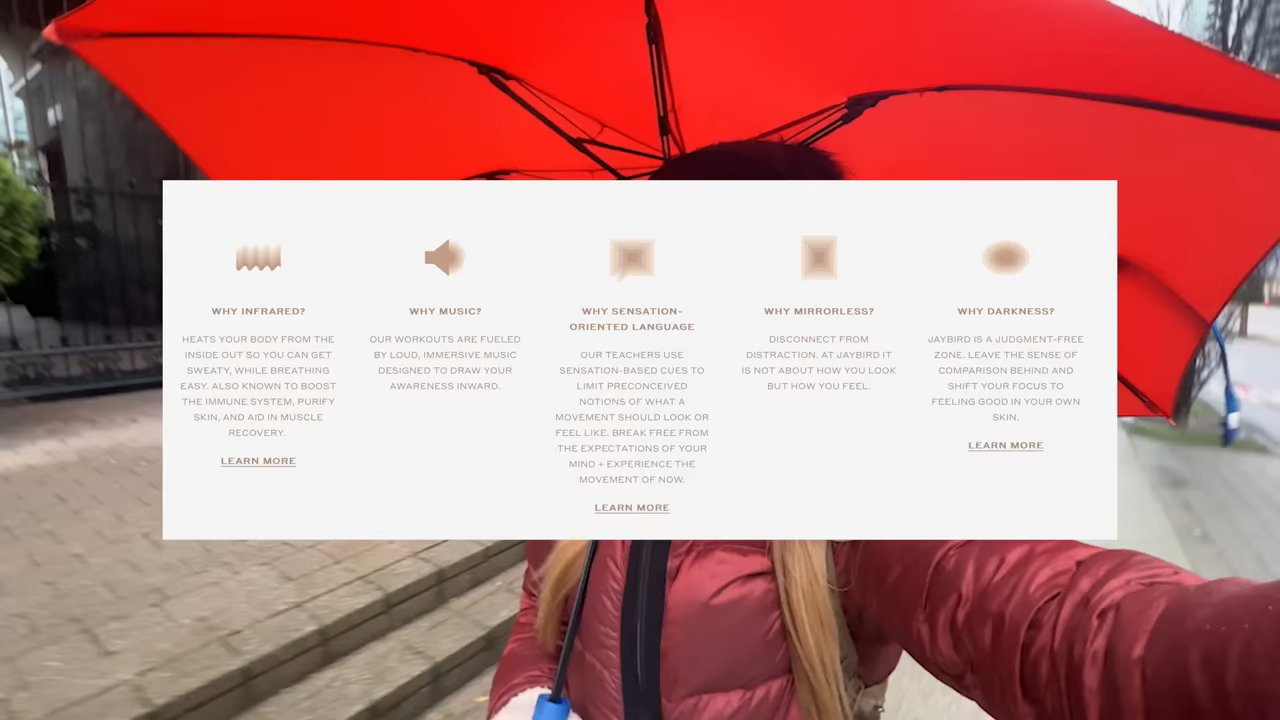 WHY INFRARED?
HEATS YOUR BODY FROM THE
INSIDE OUT SO YOU CAN GET
SWEATY, WHILE BREATHING
EASY. ALSO KNOWN TO BOOST
THE IMMUNE SYSTEM, PURIFY
SKIN, AND AID IN MUSCLE
RECOVERY.
LEARN MORE
WHY MUSIC?
OUR WORKOUTS ARE FUELED
BY LOUD, IMMERSIVE MUSIC
DESIGNED TO DRAW YOUR
AWARENESS INWARD.
WHY SENSATION-
ORIENTED LANGUAGE
OUR TEACHERS USE
SENSATION-BASED CUES TO
LIMIT PRECONCEIVED
NOTIONS OF WHAT A
MOVEMENT SHOULD LOOK OR
FEEL LIKE. BREAK FREE FROM
THE EXPECTATIONS OF YOUR
MIND + EXPERIENCE THE
MOVEMENT OF NOW.
LEARN MORE
WHY MIRRORLESS?
DISCONNECT FROM
DISTRACTION. AT JAYBIRD IT
IS NOT ABOUT HOW YOU LOOK
BUT HOW YOU FEEL.
WHY DARKNESS?
JAYBIRD IS A JUDGMENT-FREE
ZONE. LEAVE THE SENSE OF
COMPARISON BEHIND AND
SHIFT YOUR FOCUS TO
FEELING GOOD IN YOUR OWN
SKIN.
LEARN MORE